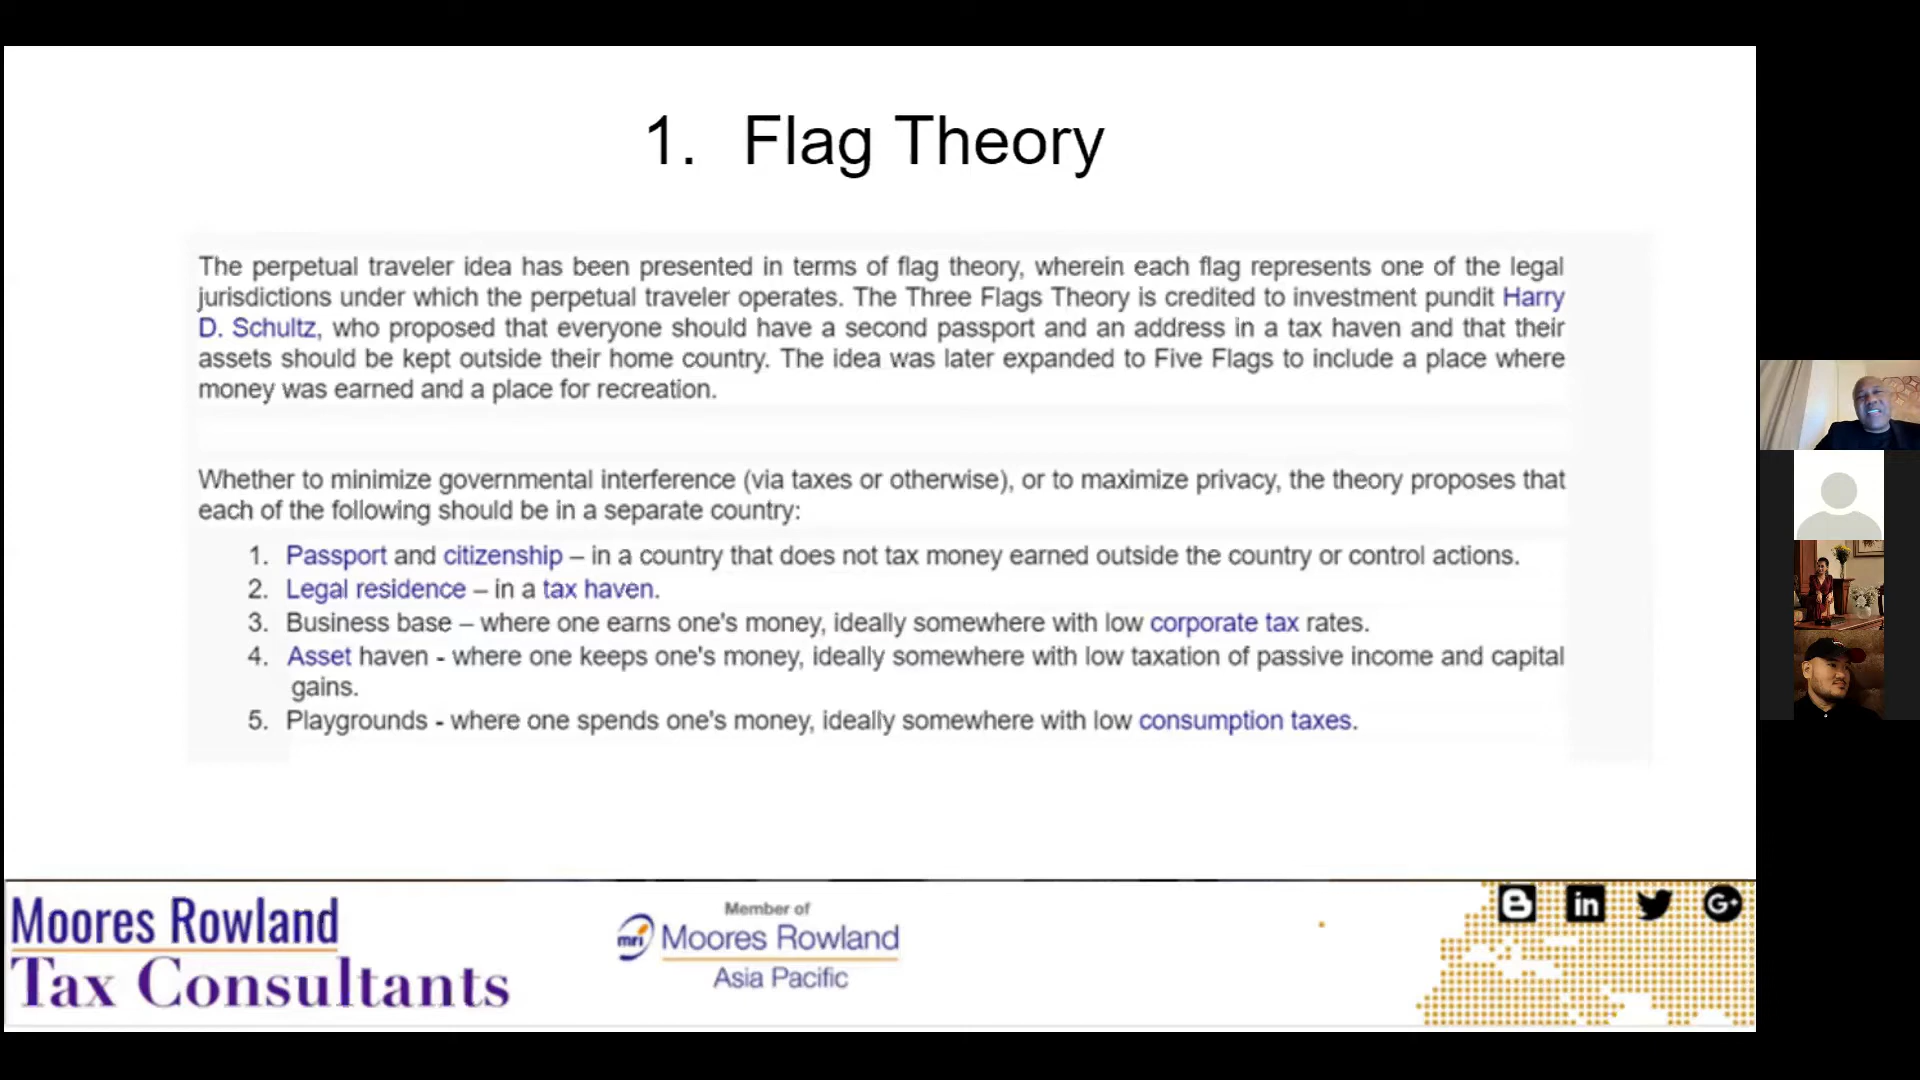 1. Flag Theory
The perpetual traveler idea has been presented in terms of flag theory, wherein each flag represents one of the legal
jurisdictions under which the perpetual traveler operates. The Three Flags Theory is credited to investment pundit Harry
D. Schultz, who proposed that everyone should have a second passport and an address in a tax haven and that their
assets should be kept outside their home country. The idea was later expanded to Five Flags to include a place where
money was earned and a place for recreation.
Whether to minimize governmental interference (via taxes or otherwise), or to maximize privacy, the theory proposes that
each of the following should be in a separate country:
1. Passport and citizenship – in a country that does not tax money earned outside the country or control actions.
2. Legal residence – in a tax haven.
3. Business base – where one earns one's money, ideally somewhere with low corporate tax rates.
4. Asset haven - where one keeps one's money, ideally somewhere with low taxation of passive income and capital
gains.
5. Playgrounds - where one spends one's money, ideally somewhere with low consumption taxes.
Moores Rowland
Tax Consultants
Member of
mri Moores Rowland
Asia Pacific
in
G+